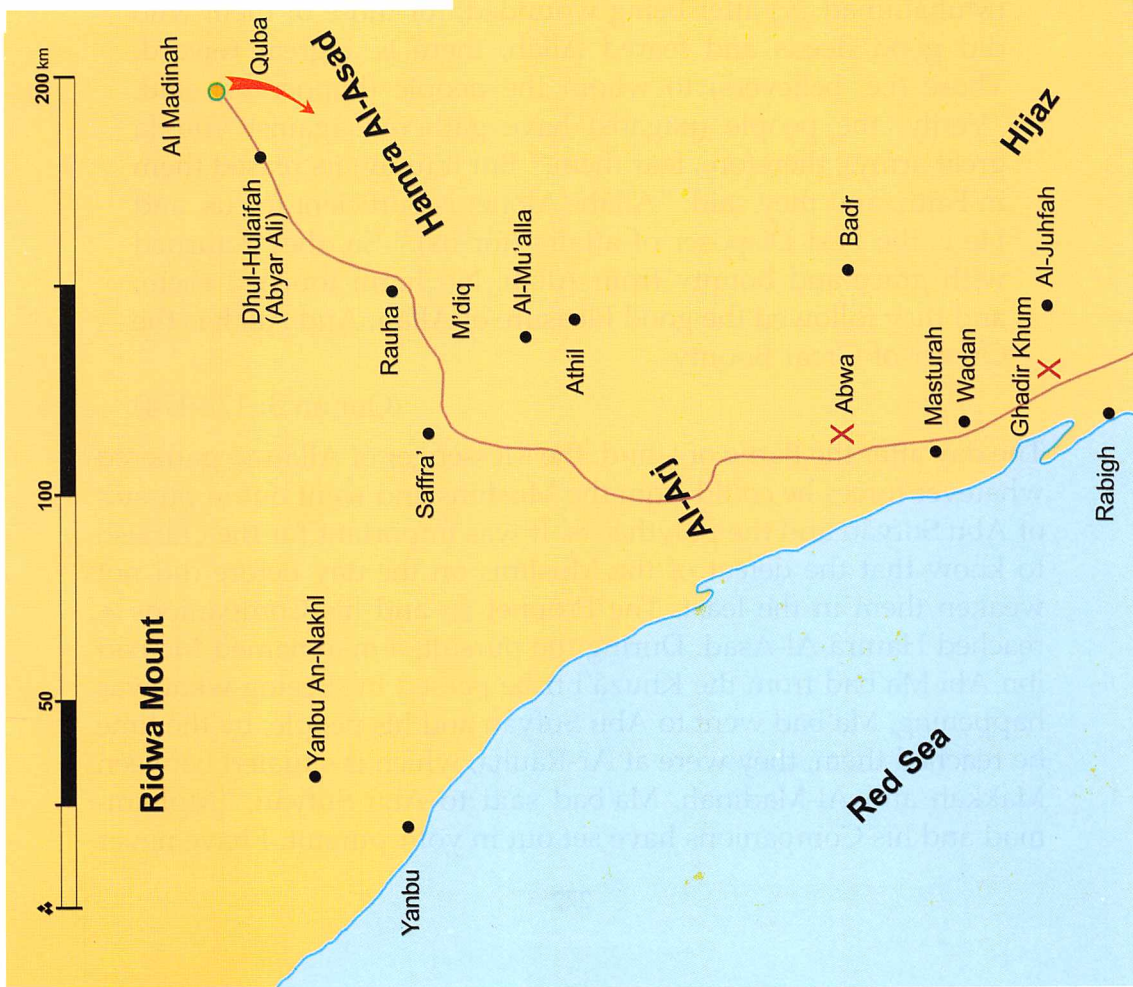 50
100
200 km
Ridwa Mount
Al Madinah
Quba
Dhul-Hulaifah
(Abyar Ali)
Hamra Al-Asad
Yanbu An-Nakhl
Rauha
Yanbu
Saffra'
M'diq
Al-Mu'alla
Athil
Al-Arj
Abwa
Badr
Red Sea
Masturah
Wadan
Hijaz
Ghadir Khum
Al-Juhfah
Rabigh